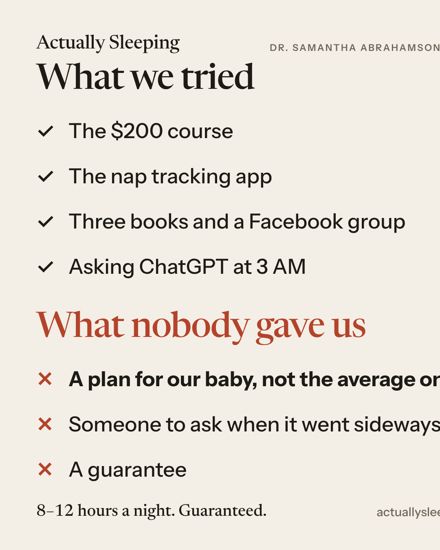 Actually Sleeping
DR. SAMANTHA ABRAHAMSON
What we tried
✓ The $200 course
✓ The nap tracking app
✓ Three books and a Facebook group
✓ Asking ChatGPT at 3 AM
What nobody gave us
✕ A plan for our baby, not the average
✕ Someone to ask when it went sideways
✕ A guarantee
8–12 hours a night. Guaranteed.